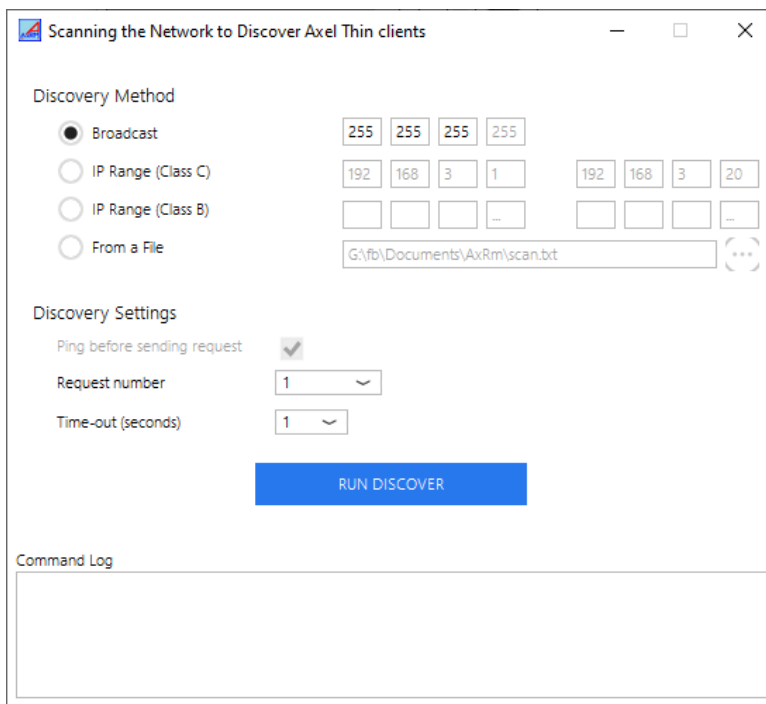 Scanning the Network to Discover Axel Thin clients
Discovery Method
Broadcast 255 255 255 255
IP Range (Class C) 192 168 3 1 192 168 3 20
IP Range (Class B) ... ...
From a File G:\fb\Documents\AxRm\scan.txt ...
Discovery Settings
Ping before sending request
Request number 1
Time-out (seconds) 1
RUN DISCOVER
Command Log